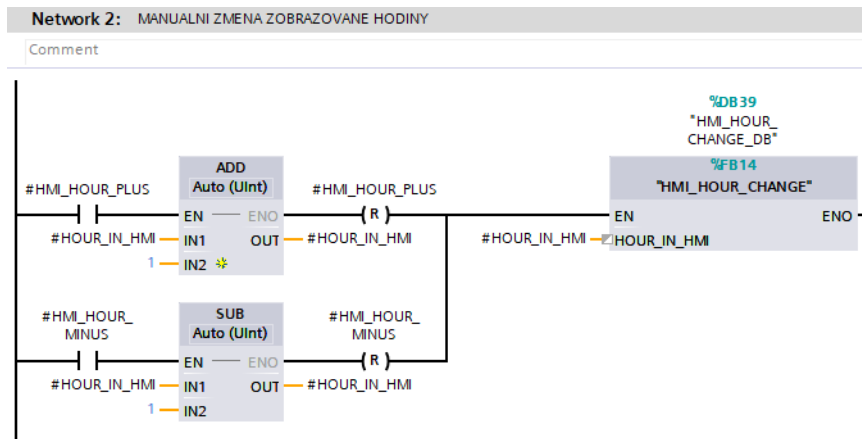 Network 2: MANUALNI ZMENA ZOBRAZOVANE HODINY
Comment
%DB39
"HMI_HOUR_
CHANGE_DB"
ADD
Auto (UInt)
%FB14
"HMI_HOUR_CHANGE"
#HMI_HOUR_PLUS
#HMI_HOUR_PLUS
EN ENO
R
EN ENO
#HOUR_IN_HMI IN1 OUT #HOUR_IN_HMI
#HOUR_IN_HMI HOUR_IN_HMI
1 IN2
#HMI_HOUR_
MINUS
SUB
Auto (UInt)
#HMI_HOUR_
MINUS
EN ENO
R
#HOUR_IN_HMI IN1 OUT #HOUR_IN_HMI
1 IN2